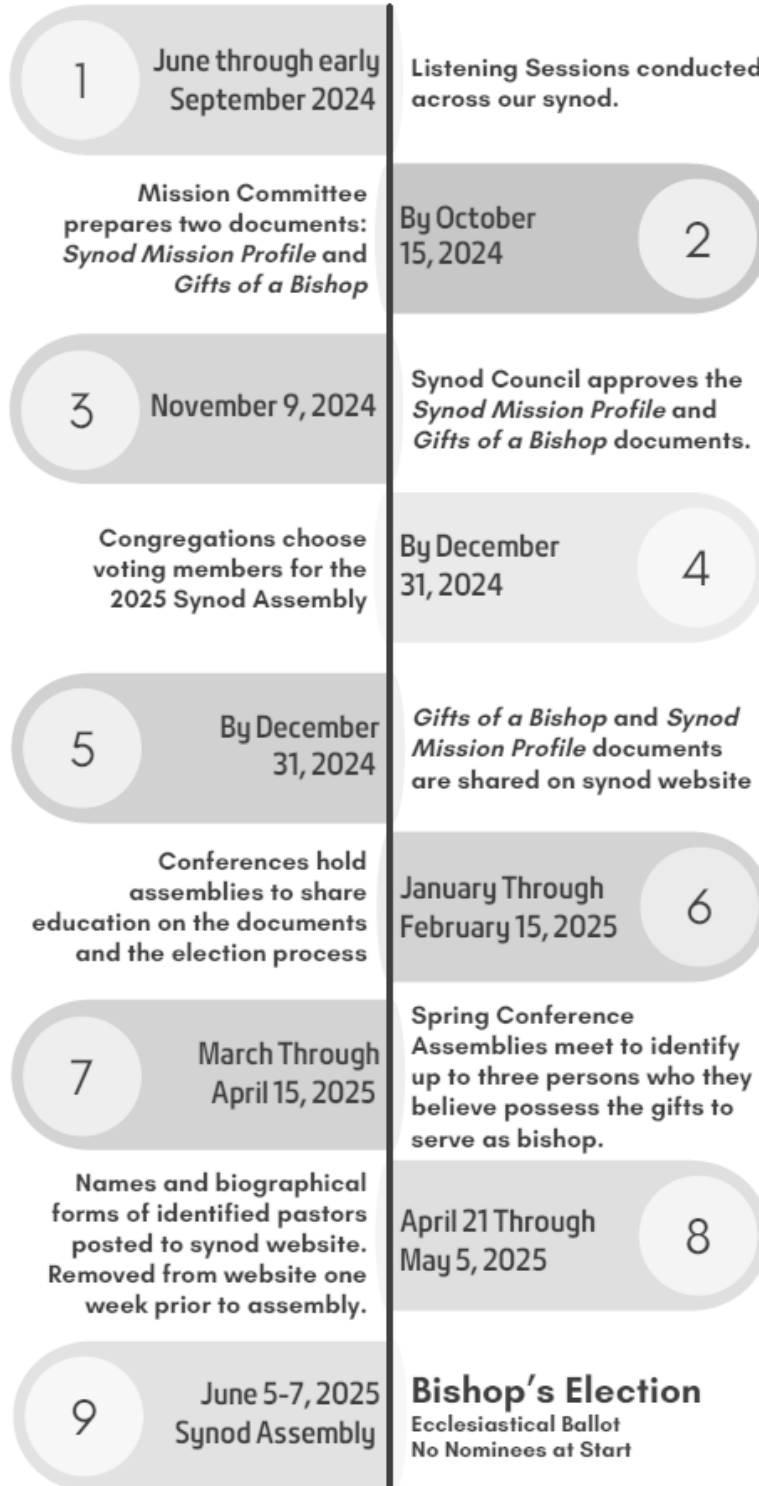 1
June through early
September 2024
Listening Sessions conducted
across our synod.
Mission Committee
prepares two documents:
Synod Mission Profile and
Gifts of a Bishop
By October
15, 2024
2
3
November 9, 2024
Synod Council approves the
Synod Mission Profile and
Gifts of a Bishop documents.
Congregations choose
voting members for the
2025 Synod Assembly
By December
31, 2024
4
5
By December
31, 2024
Gifts of a Bishop and Synod
Mission Profile documents
are shared on synod website
Conferences hold
assemblies to share
education on the documents
and the election process
January Through
February 15, 2025
6
7
March Through
April 15, 2025
Spring Conference
Assemblies meet to identify
up to three persons who they
believe possess the gifts to
serve as bishop.
Names and biographical
forms of identified pastors
posted to synod website.
Removed from website one
week prior to assembly.
April 21 Through
May 5, 2025
8
9
June 5-7, 2025
Synod Assembly
Bishop’s Election
Ecclesiastical Ballot
No Nominees at Start